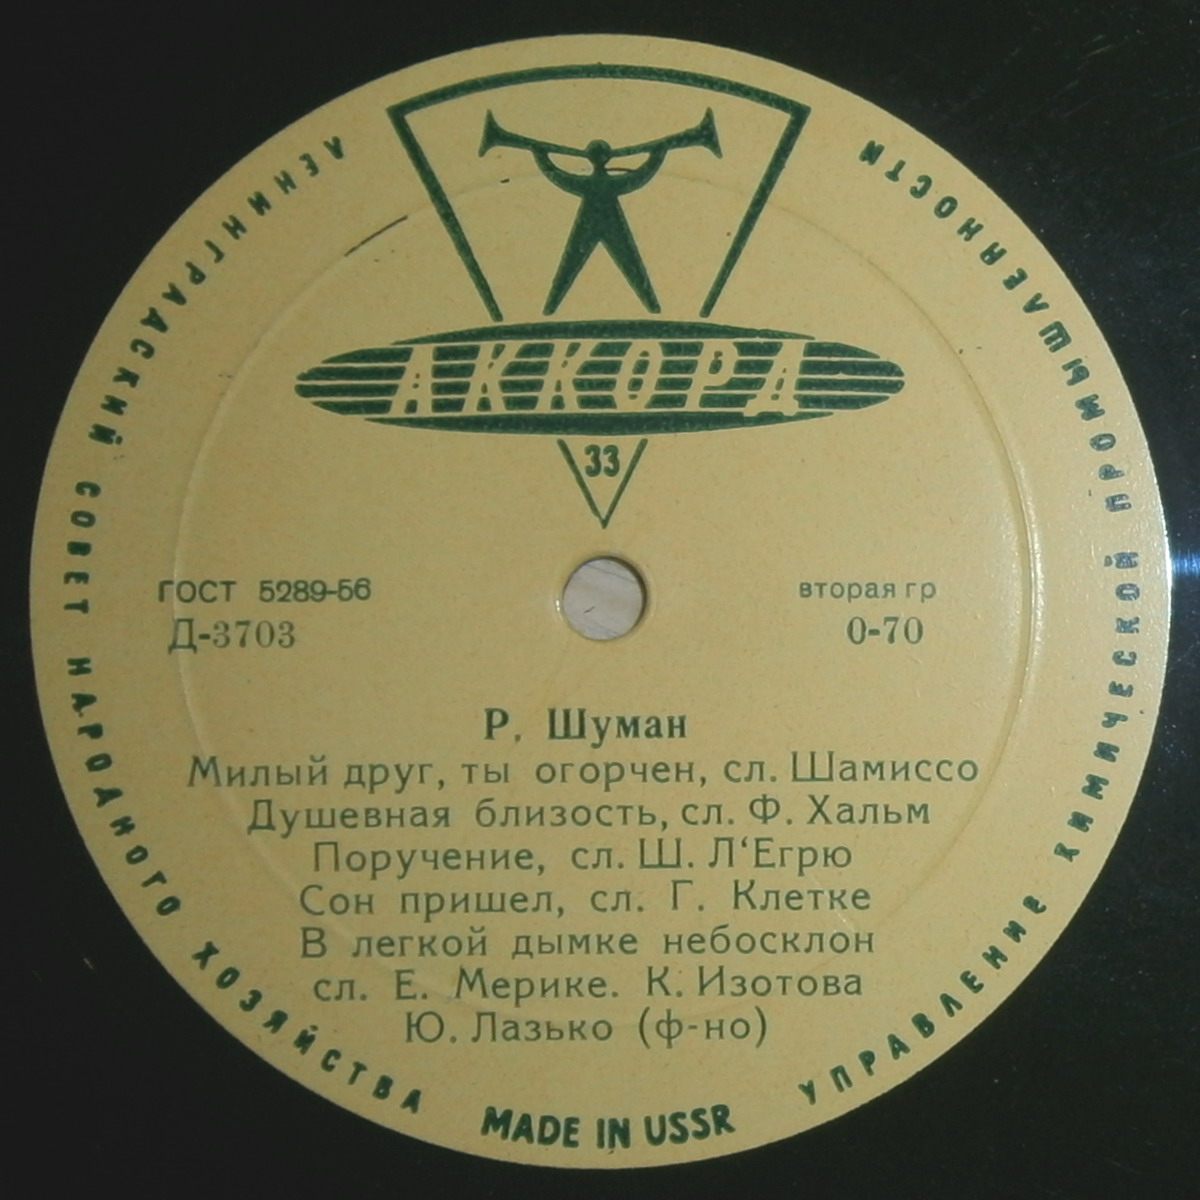 АККОРД
33
ГОСТ 5289-56
Д-3703
вторая гр
0-70
Р. Шуман
Милый друг, ты огорчен, сл. Шамиссо
Душевная близость, сл. Ф. Хальм
Поручение, сл. Ш. Л‘Егрю
Сон пришел, сл. Г. Клетке
В легкой дымке небосклон
сл. Е. Мерике. К. Изотова
Ю. Лазько (ф-но)
ЛЕНИНГРАДСКИЙ СОВЕТ НАРОДНОГО ХОЗЯЙСТВА
MADE IN USSR
УПРАВЛЕНИЕ ХИМИЧЕСКОЙ ПРОМЫШЛЕННОСТИ